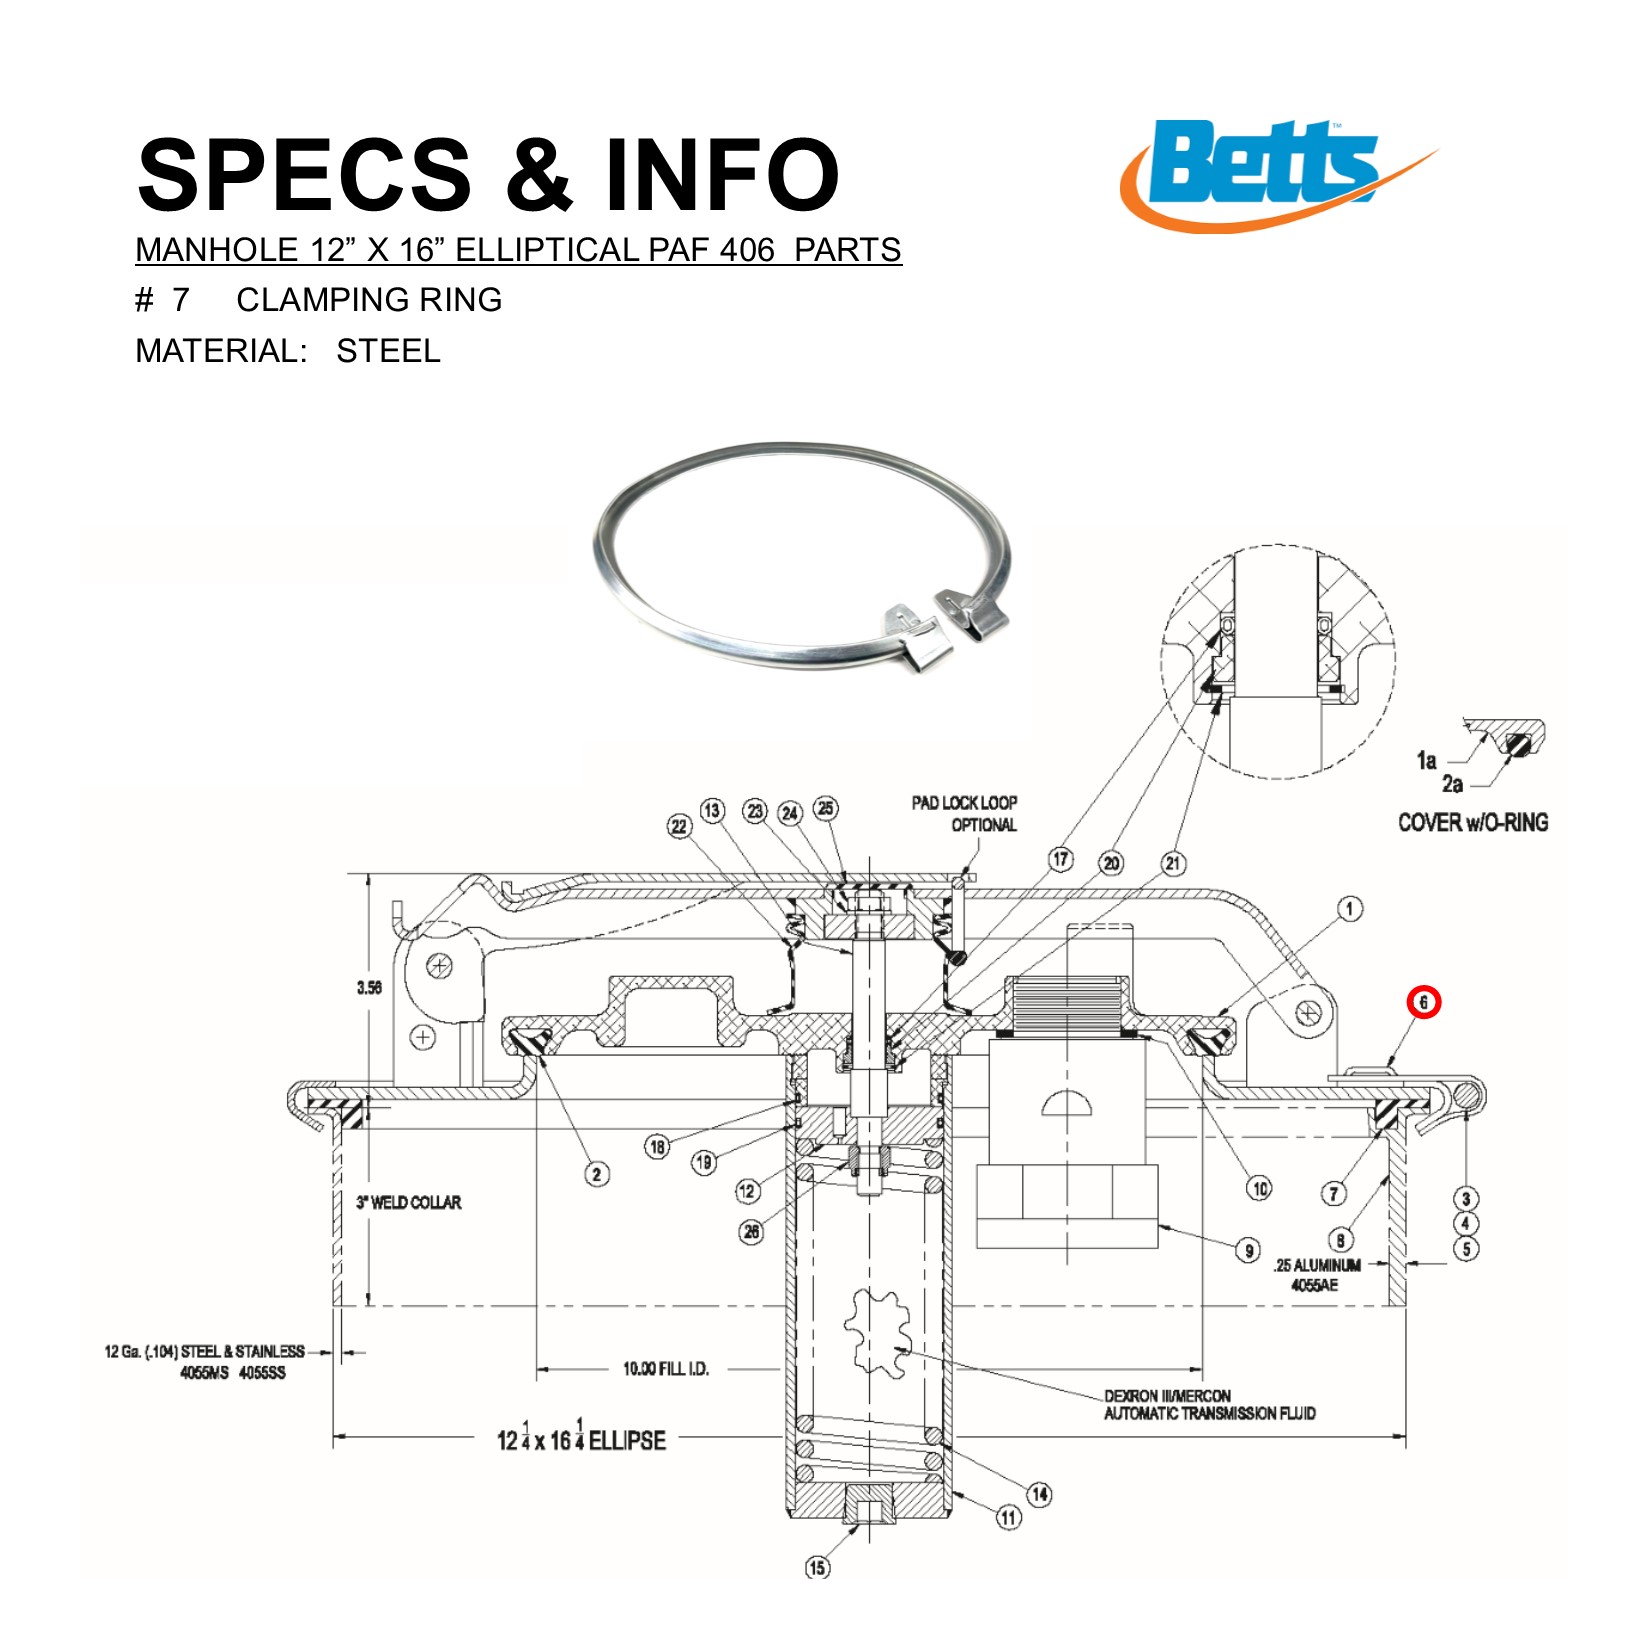 SPECS & INFO
Betts™
MANHOLE 12” X 16” ELLIPTICAL PAF 406 PARTS
# 7 CLAMPING RING
MATERIAL: STEEL
1a
2a
COVER w/O-RING
PAD LOCK LOOP
OPTIONAL
13
23
24
25
22
17
20
21
1
3.56
6
18
19
2
12
26
10
7
3
4
5
8
9
3" WELD COLLAR
.25 ALUMINUM
4055AE
12 Ga. (.104) STEEL & STAINLESS
4055MS 4055SS
10.00 FILL I.D.
DEXRON III/MERCON
AUTOMATIC TRANSMISSION FLUID
12 1/4 x 16 1/4 ELLIPSE
14
11
15